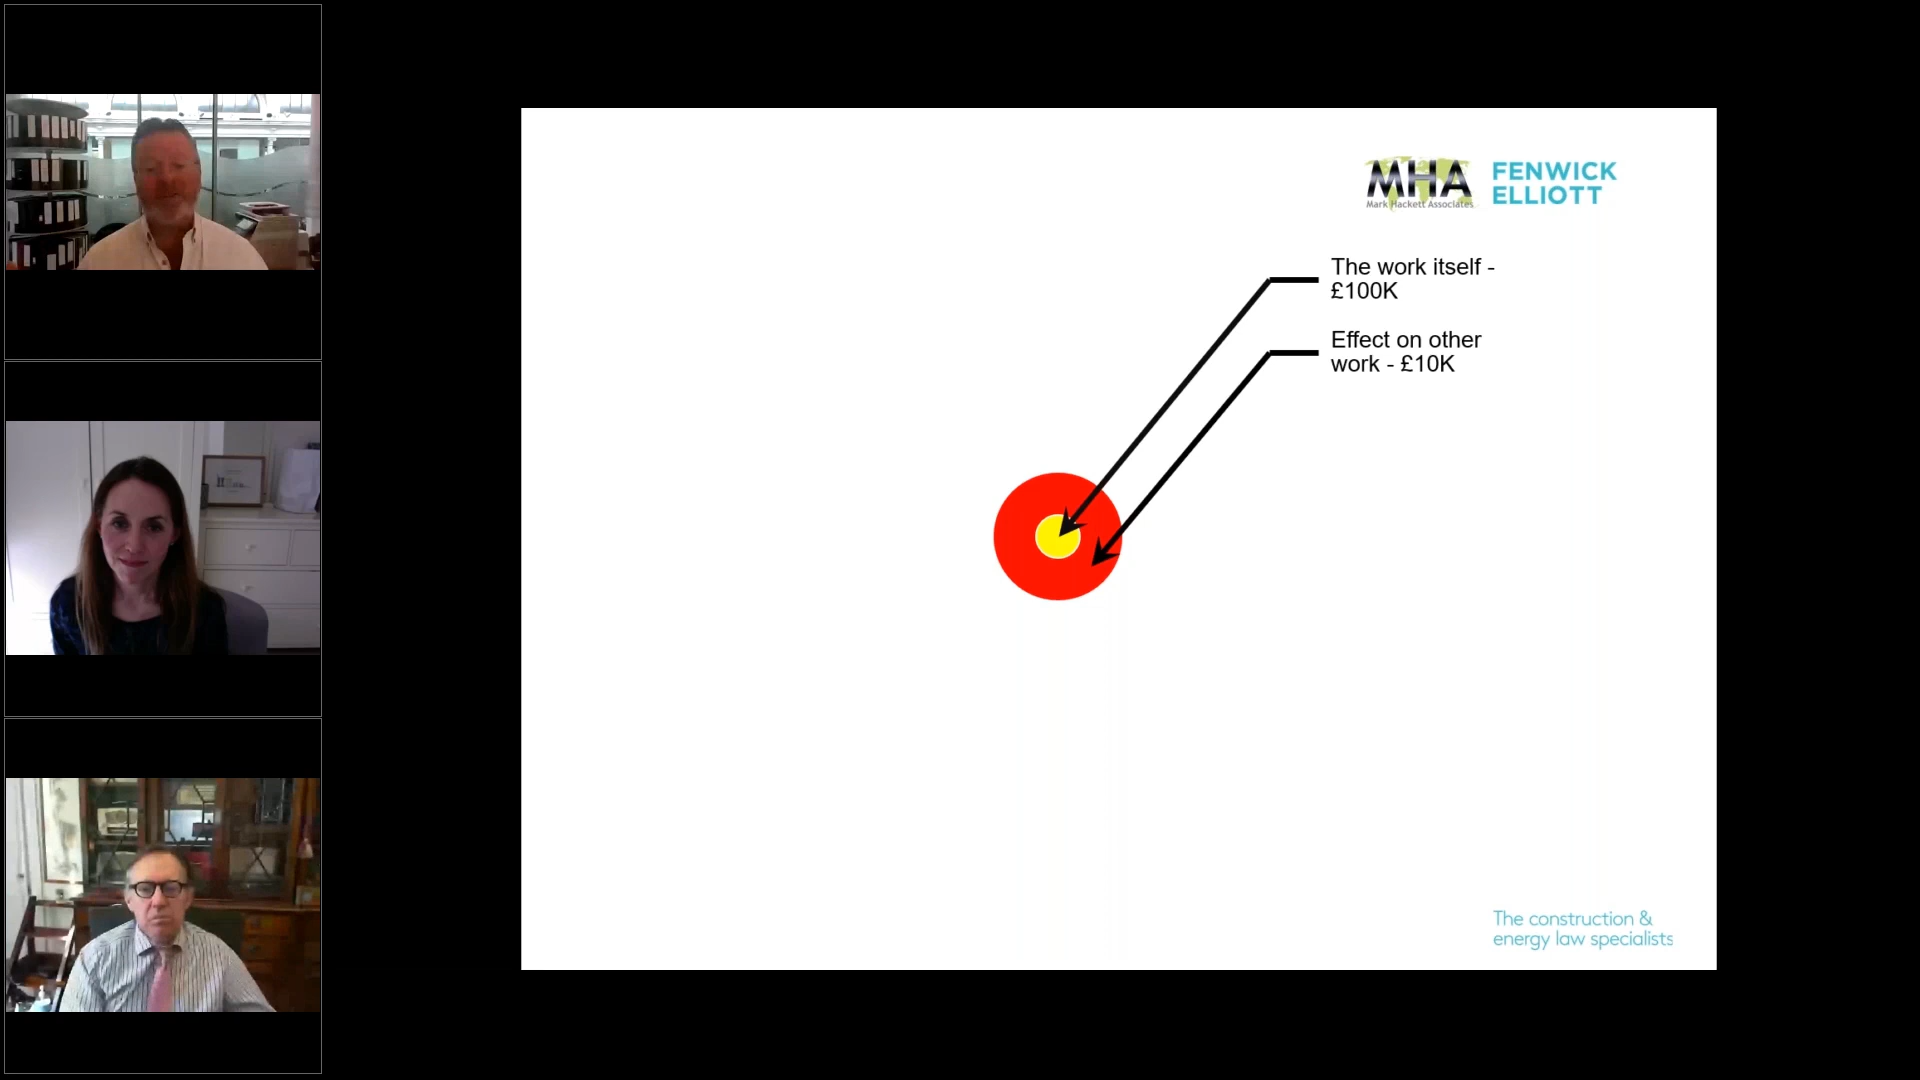 MHA
Mark Hackett Associates
FENWICK
ELLIOTT
The work itself -
£100K
Effect on other
work - £10K
The construction &
energy law specialists